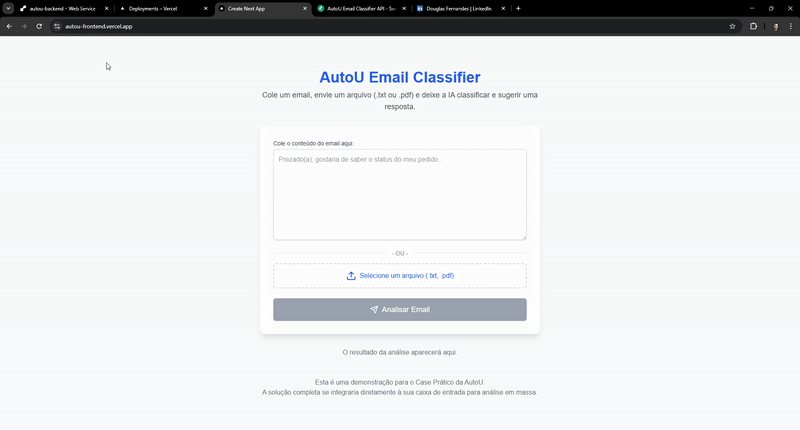 autou-backend - Web Service
Deployments – Vercel
Create Next App
AutoU Email Classifier API - Sw
Douglas Fernandes | LinkedIn
autou-frontend.vercel.app
AutoU Email Classifier
Cole um email, envie um arquivo (.txt ou .pdf) e deixe a IA classificar e sugerir uma
resposta.
Cole o conteúdo do email aqui:
Prezado(a), gostaria de saber o status do meu pedido...
- OU -
Selecione um arquivo (.txt, .pdf)
Analisar Email
O resultado da análise aparecerá aqui.
Esta é uma demonstração para o Case Prático da AutoU.
A solução completa se integraria diretamente à sua caixa de entrada para análise em massa.